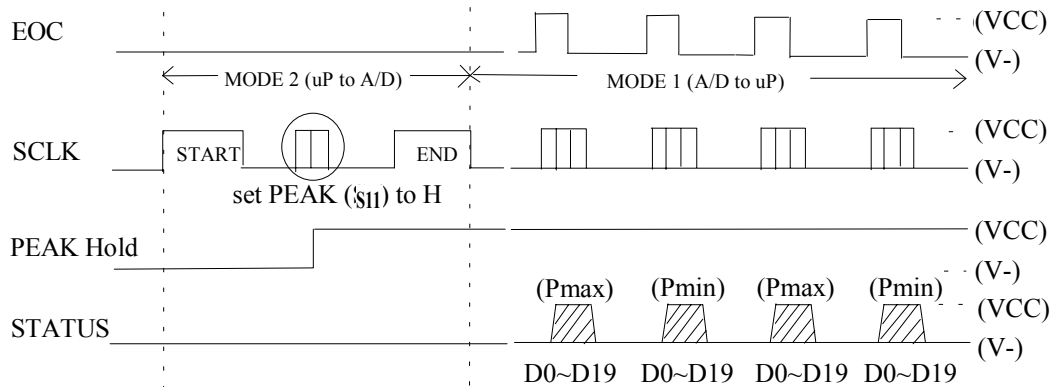 EOC
(VCC)
(V-)
MODE 2 (uP to A/D)
MODE 1 (A/D to uP)
SCLK
START
END
(VCC)
(V-)
set PEAK (S11) to H
PEAK Hold
(VCC)
(V-)
(Pmax) (Pmin) (Pmax) (Pmin)
STATUS
(VCC)
(V-)
D0~D19 D0~D19 D0~D19 D0~D19